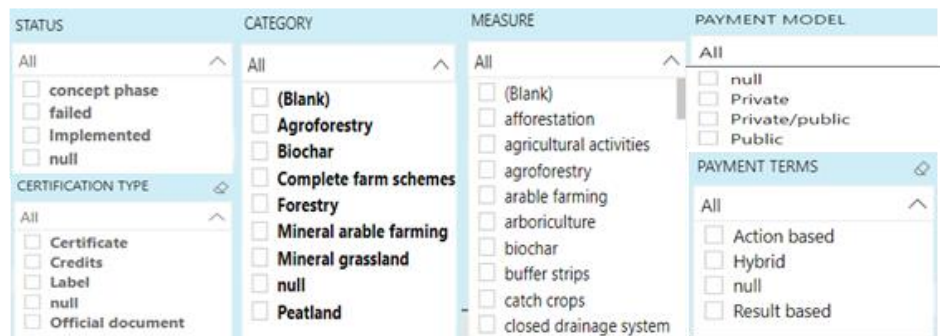 STATUS
All
concept phase
failed
Implemented
null
CERTIFICATION TYPE
All
Certificate
Credits
Label
null
Official document
CATEGORY
All
(Blank)
Agroforestry
Biochar
Complete farm schemes
Forestry
Mineral arable farming
Mineral grassland
null
Peatland
MEASURE
All
(Blank)
afforestation
agricultural activities
agroforestry
arable farming
arboriculture
biochar
buffer strips
catch crops
closed drainage system
PAYMENT MODEL
All
null
Private
Private/public
Public
PAYMENT TERMS
All
Action based
Hybrid
null
Result based